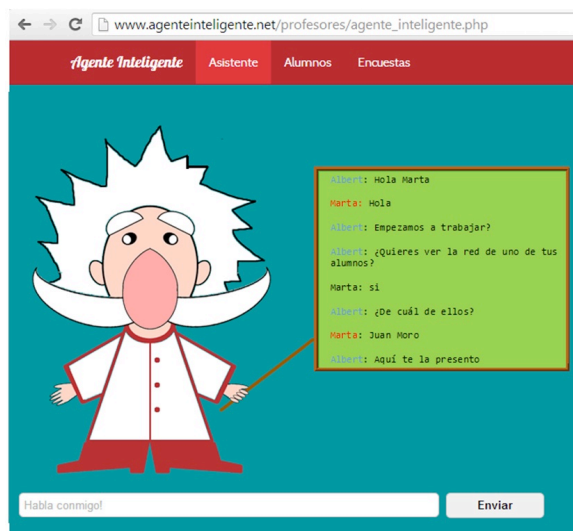 www.agenteinteligente.net/profesores/agente_inteligente.php
Agente Inteligente Asistente Alumnos Encuestas
Albert: Hola Marta
Marta: Hola
Albert: Empezamos a trabajar?
Albert: ¿Quieres ver la red de uno de tus
alumnos?
Marta: si
Albert: ¿De cuál de ellos?
Marta: Juan Moro
Albert: Aquí te la presento
Habla conmigo! Enviar